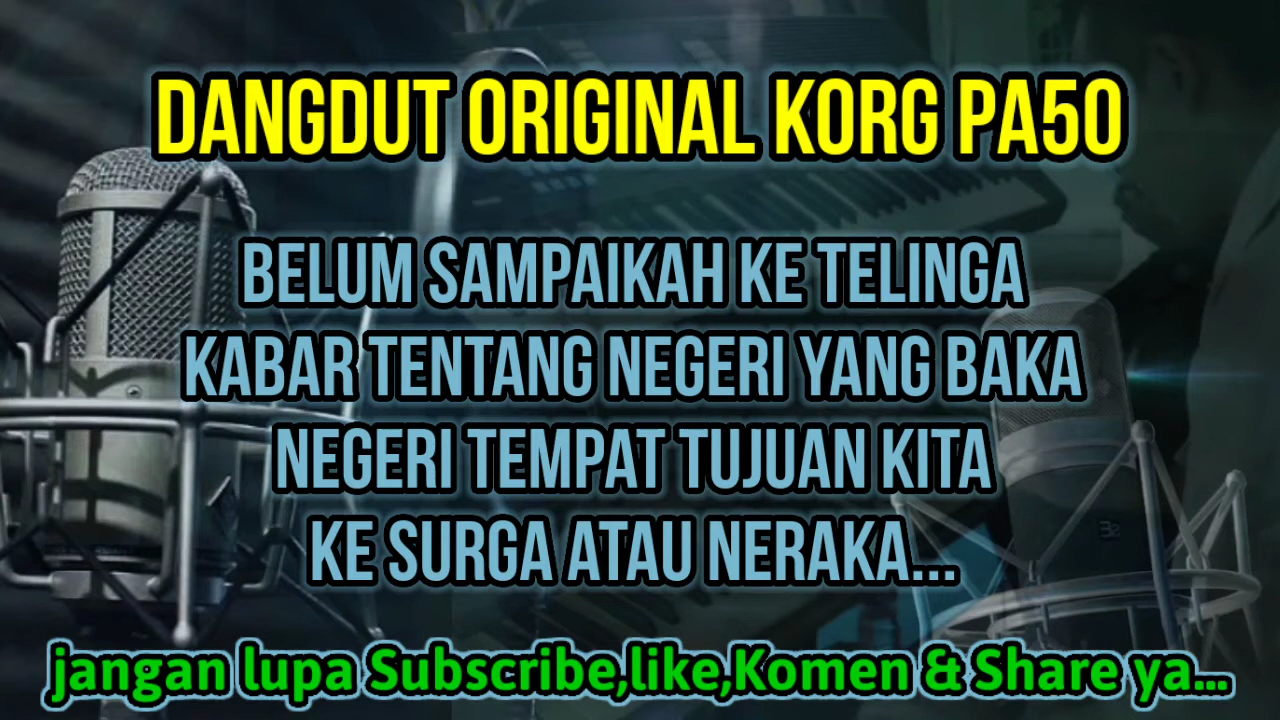 DANGDUT ORIGINAL KORG PA50
BELUM SAMPAIKAH KE TELINGA
KABAR TENTANG NEGERI YANG BAKA
NEGERI TEMPAT TUJUAN KITA
KE SURGA ATAU NERAKA...
jangan lupa Subscribe,like,Komen & Share ya...